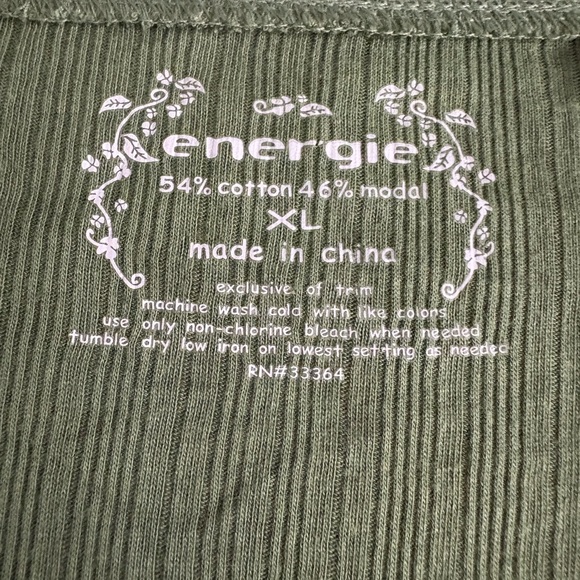 energie
54% cotton 46% modal
XL
made in china
exclusive of trim
machine wash cold with like colors
use only non-chlorine bleach when needed
tumble dry low iron on lowest setting as needed
RN#33364